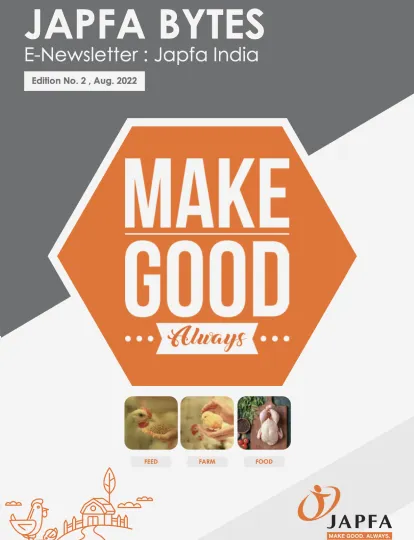 JAPFA BYTES
E-Newsletter : Japfa India
Edition No. 2 , Aug. 2022
MAKE
GOOD
Always
FEED FARM FOOD
JAPFA
MAKE GOOD. ALWAYS.